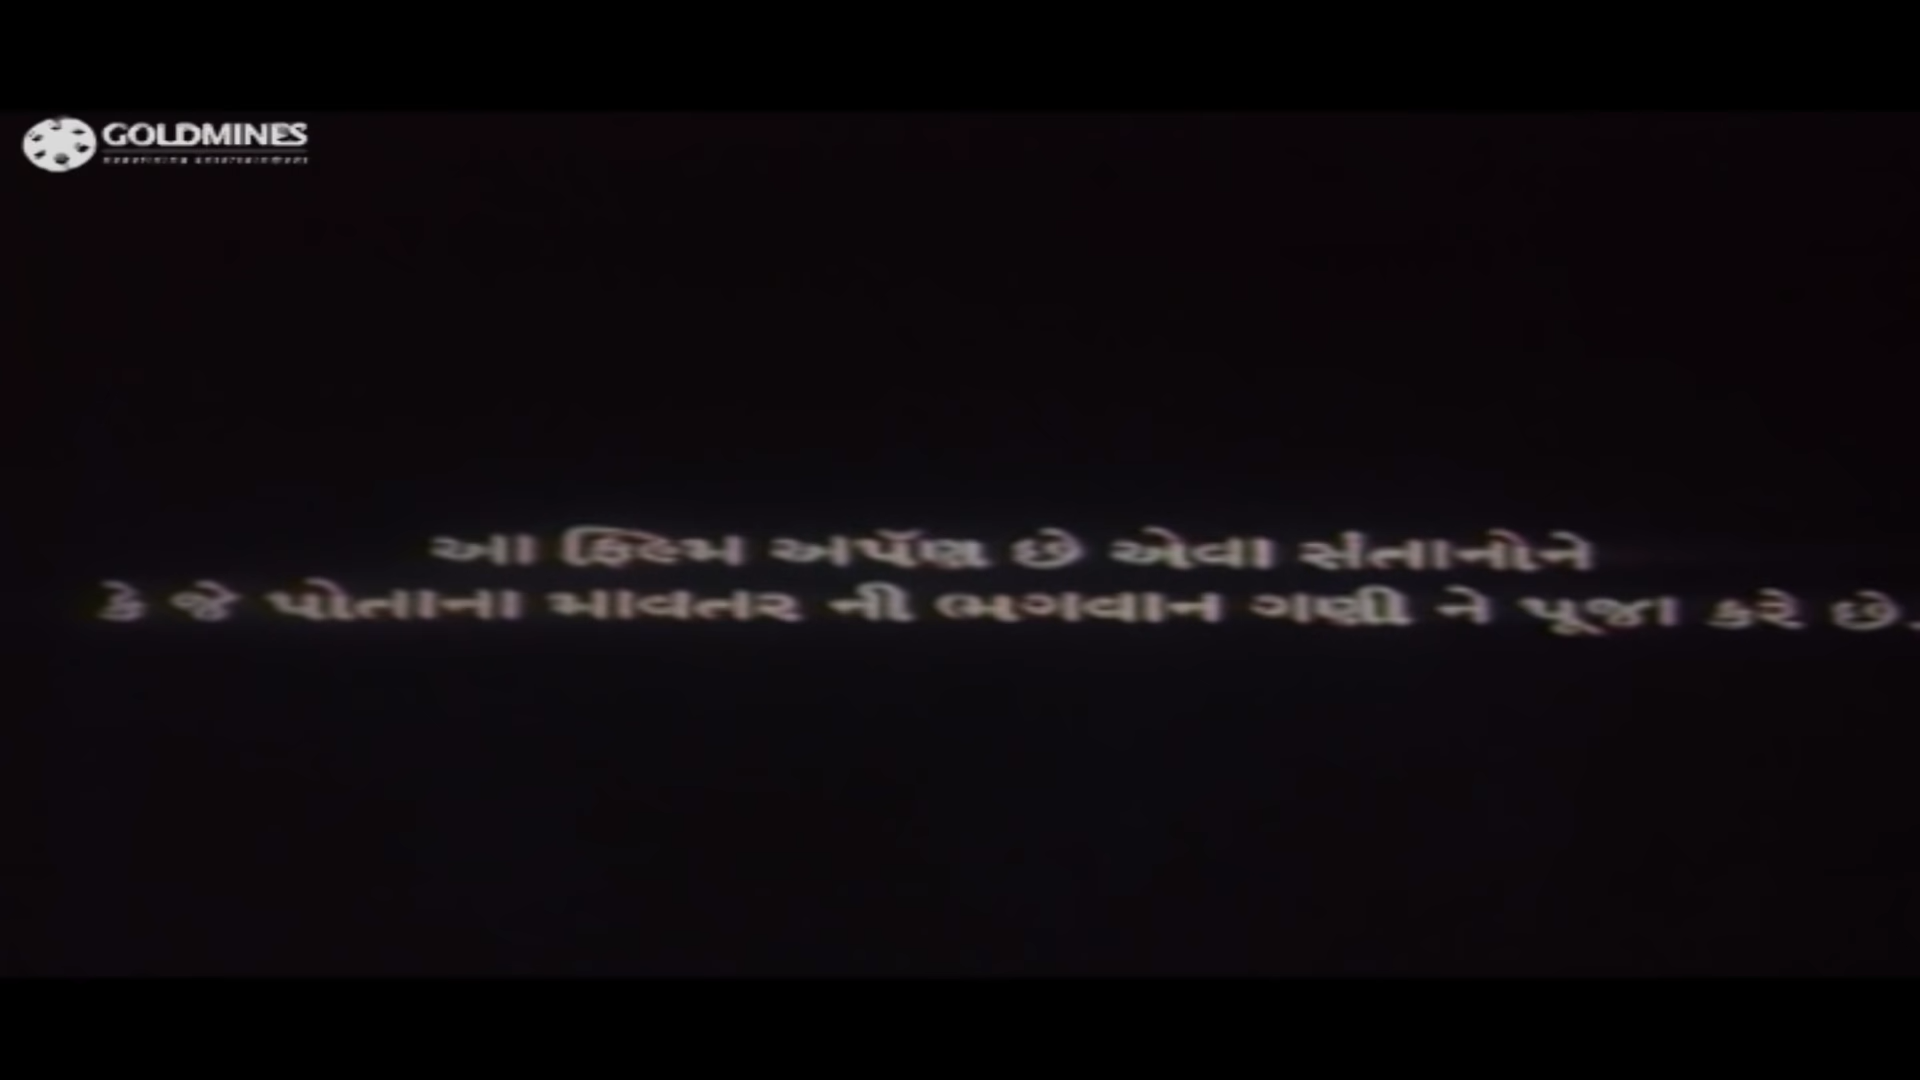 GOLDMINES
આ ફિલ્મ અર્પણ છે એવા સંતાનોને
કે જે પોતાના માવતર ની ભગવાન ગણી ને પૂજા કરે છે.